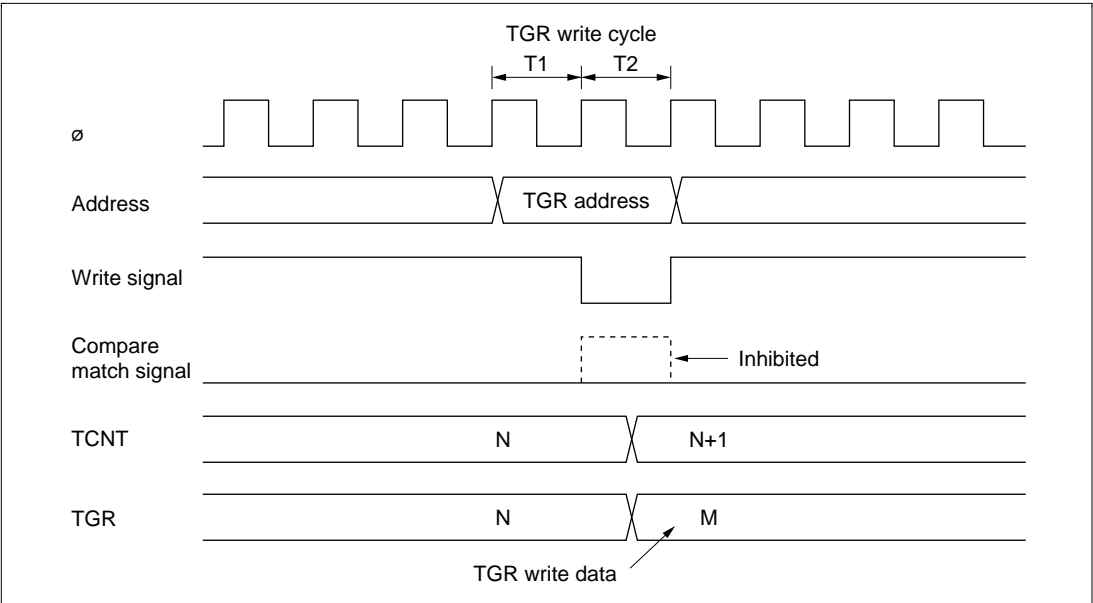 TGR write cycle
T1 T2
ø
Address TGR address
Write signal
Compare
match signal Inhibited
TCNT N N+1
TGR N M
TGR write data